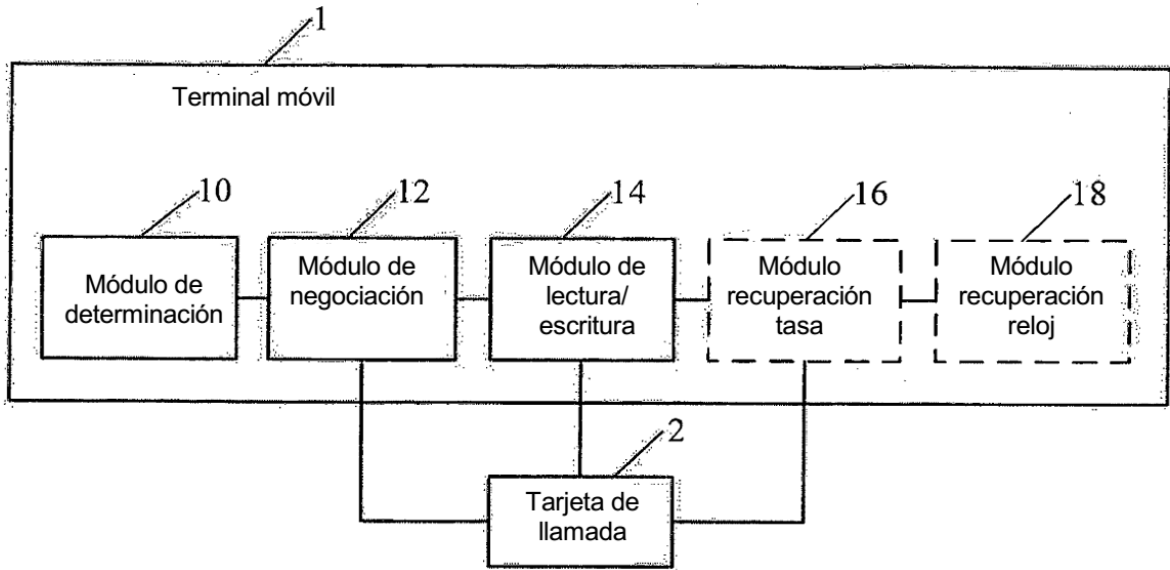 1
Terminal móvil
10
12
14
16
18
Módulo de
determinación
Módulo de
negociación
Módulo de
lectura/
escritura
Módulo
recuperación
tasa
Módulo
recuperación
reloj
2
Tarjeta de
llamada